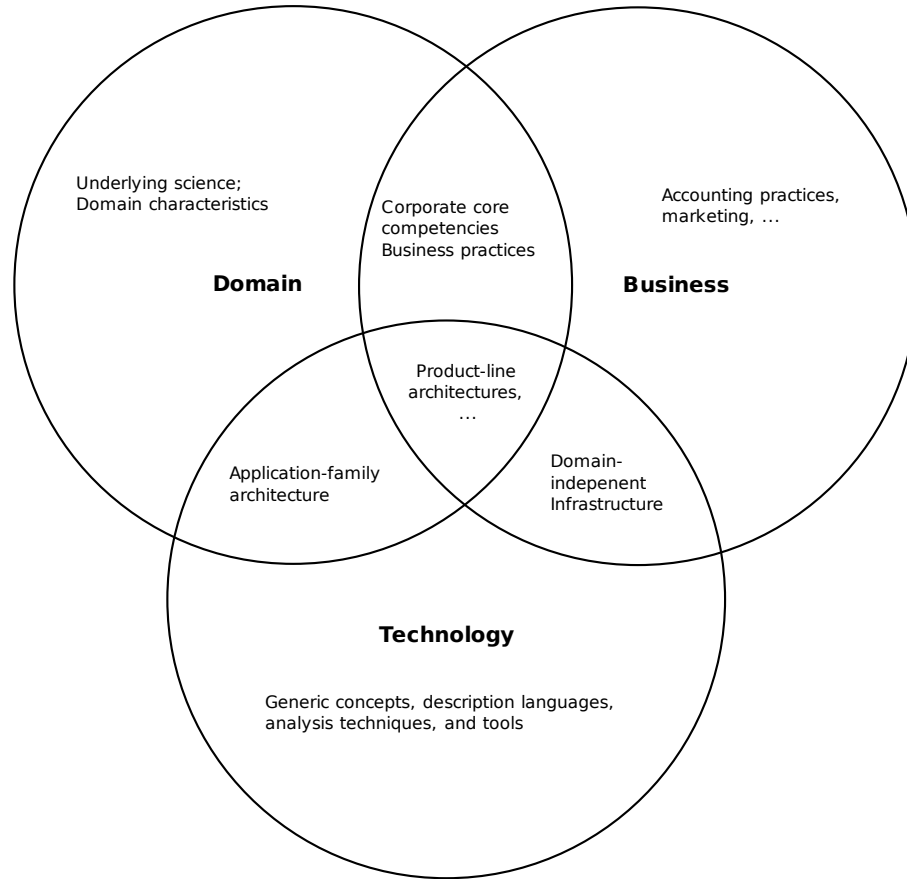 Underlying science;
Domain characteristics
Corporate core
competencies
Business practices
Accounting practices,
marketing, …
Domain
Business
Product-line
architectures,
…
Application-family
architecture
Domain-
indepenent
Infrastructure
Technology
Generic concepts, description languages,
analysis techniques, and tools